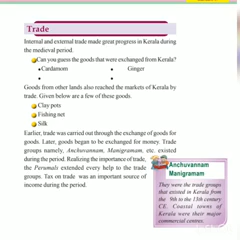 Trade
Internal and external trade made great progress in Kerala during
the medieval period.
Can you guess the goods that were exchanged from Kerala?
• Cardamom • Ginger
• •
Goods from other lands also reached the markets of Kerala by
trade. Given below are a few of these goods.
Clay pots
Fishing net
Silk
Earlier, trade was carried out through the exchange of goods for
goods. Later, goods began to be exchanged for money. Trade
groups namely, Anchuvannam, Manigramam, etc. existed
during the period. Realizing the importance of trade,
the Perumals extended every help to the trade
groups. Tax on trade was an important source of
income during the period.
Anchuvannam
Manigramam
They were the trade groups
that existed in Kerala from
the 9th to 13th century
CE. Coastal towns of
Kerala were their major
commercial centres.